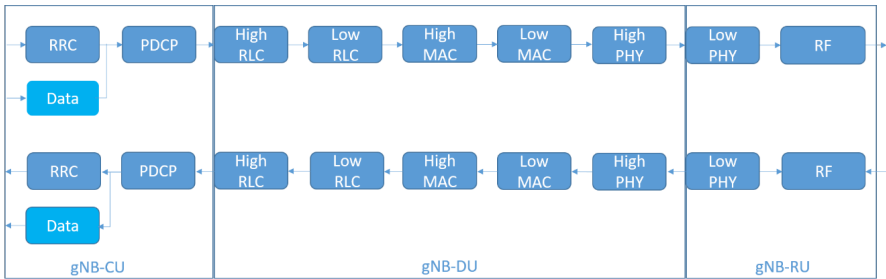 RRC
PDCP
High
RLC
Low
RLC
High
MAC
Low
MAC
High
PHY
Low
PHY
RF
Data
RRC
PDCP
High
RLC
Low
RLC
High
MAC
Low
MAC
High
PHY
Low
PHY
RF
Data
gNB-CU
gNB-DU
gNB-RU